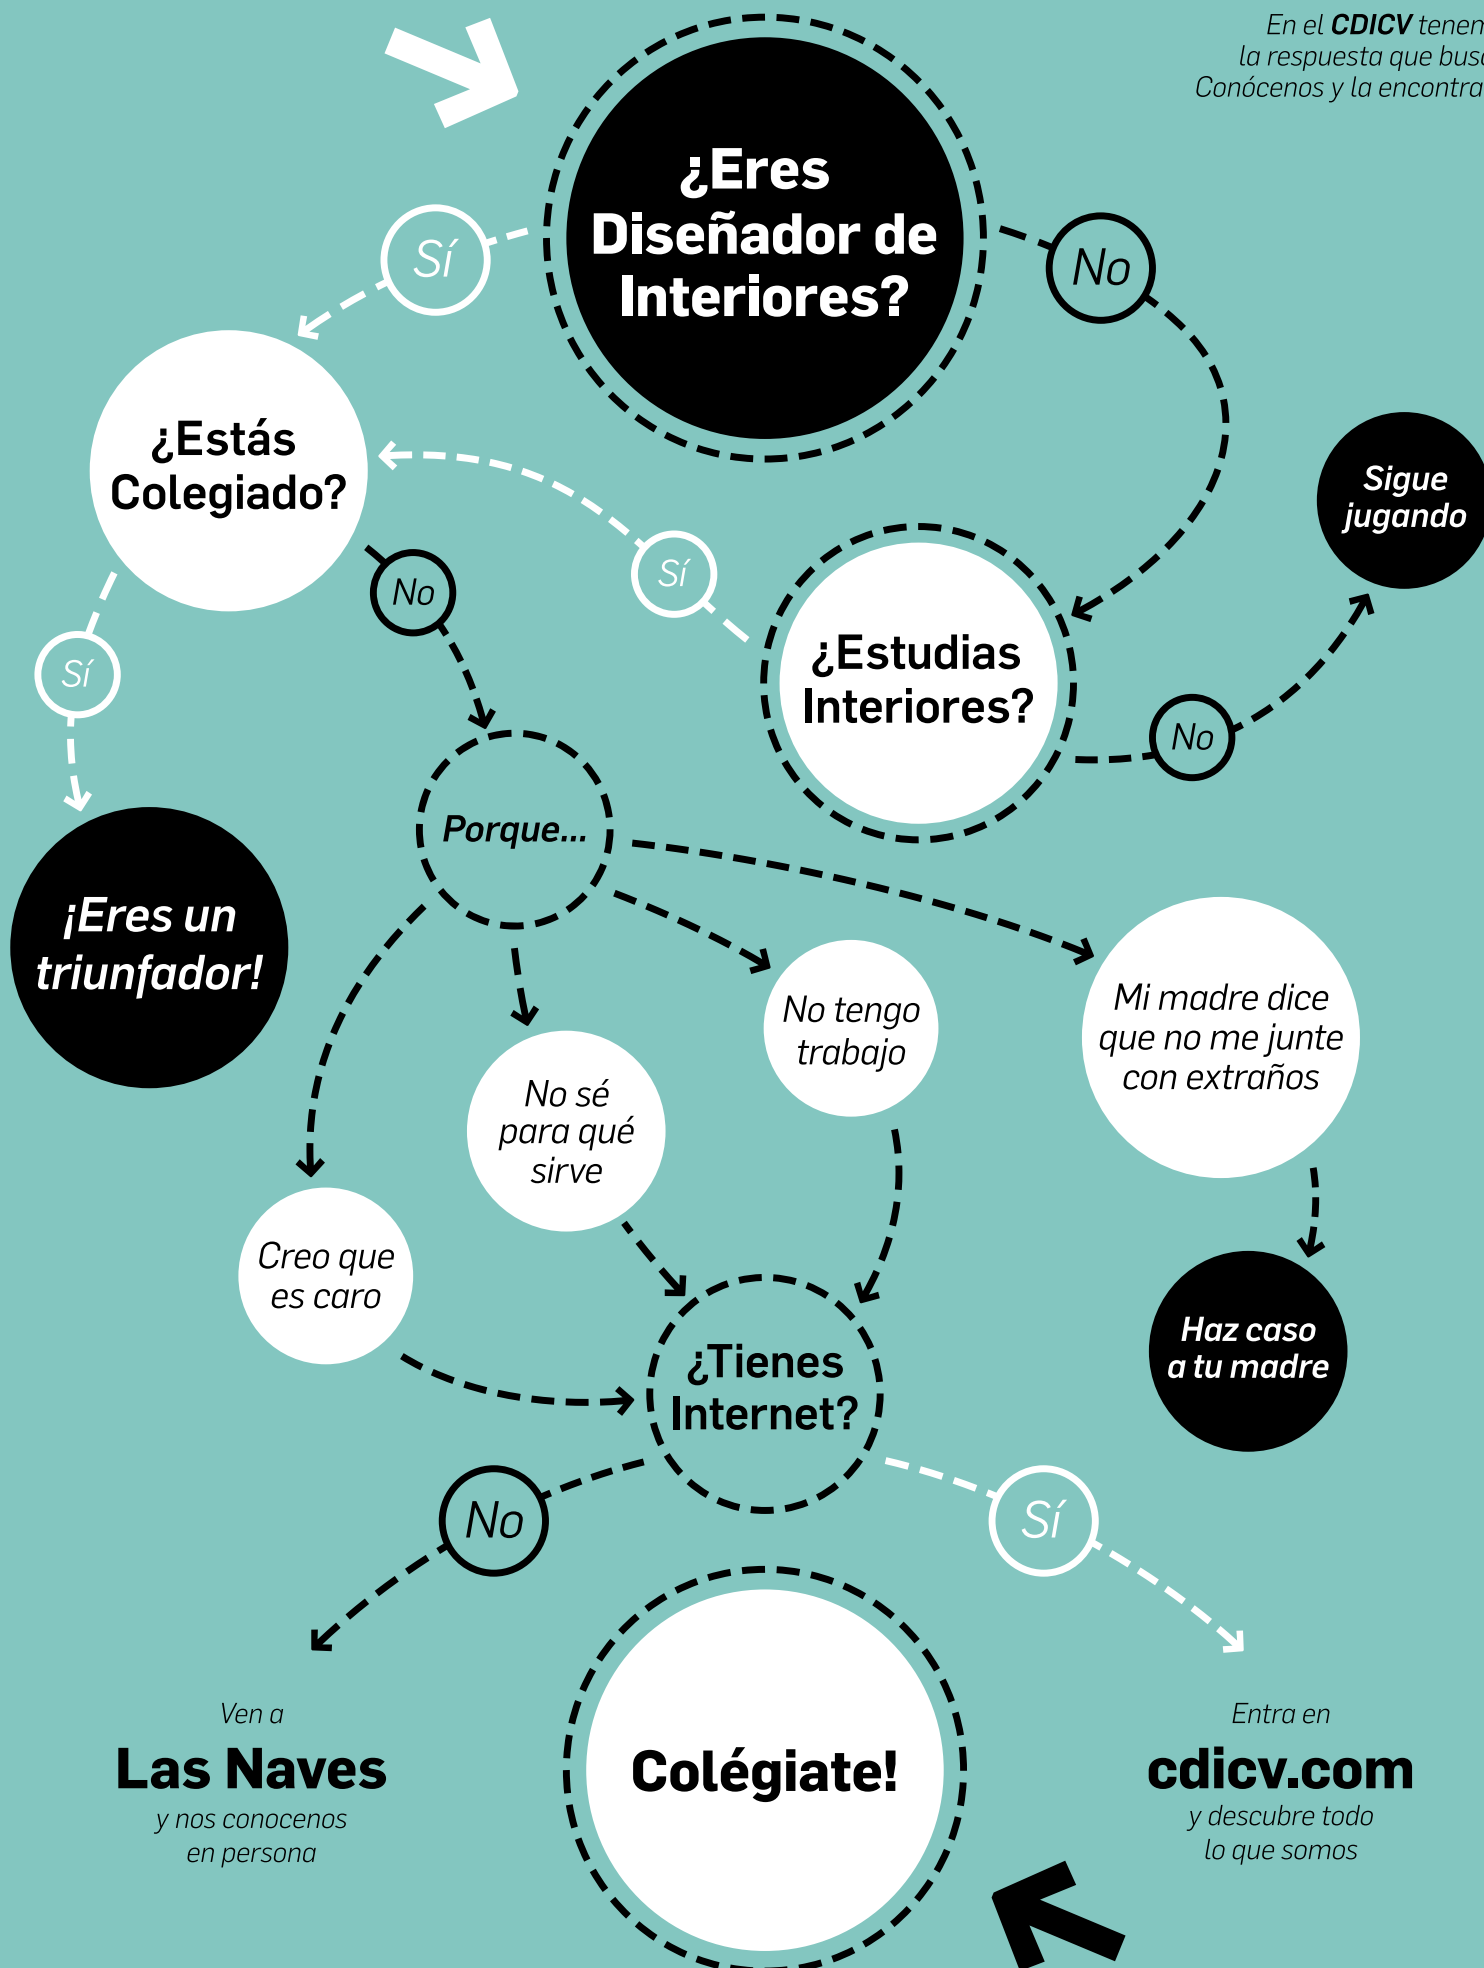 En el CDICV
la respuesta que
Conócenos y la
¿Eres
Diseñador de
Interiores?
Sí
No
¿Estás
Colegiado?
Sigue
jugando
Sí
No
¿Estudias
Interiores?
Sí
No
Porque...
¡Eres un
triunfador!
No tengo
trabajo
Mi madre dice
que no me junte
con extraños
No sé
para qué
sirve
Creo que
es caro
Haz caso
a tu madre
¿Tienes
Internet?
No
Sí
Ven a
Las Naves
y nos conocenos
en persona
Colégiate!
Entra en
cdicv.com
y descubre todo
lo que somos